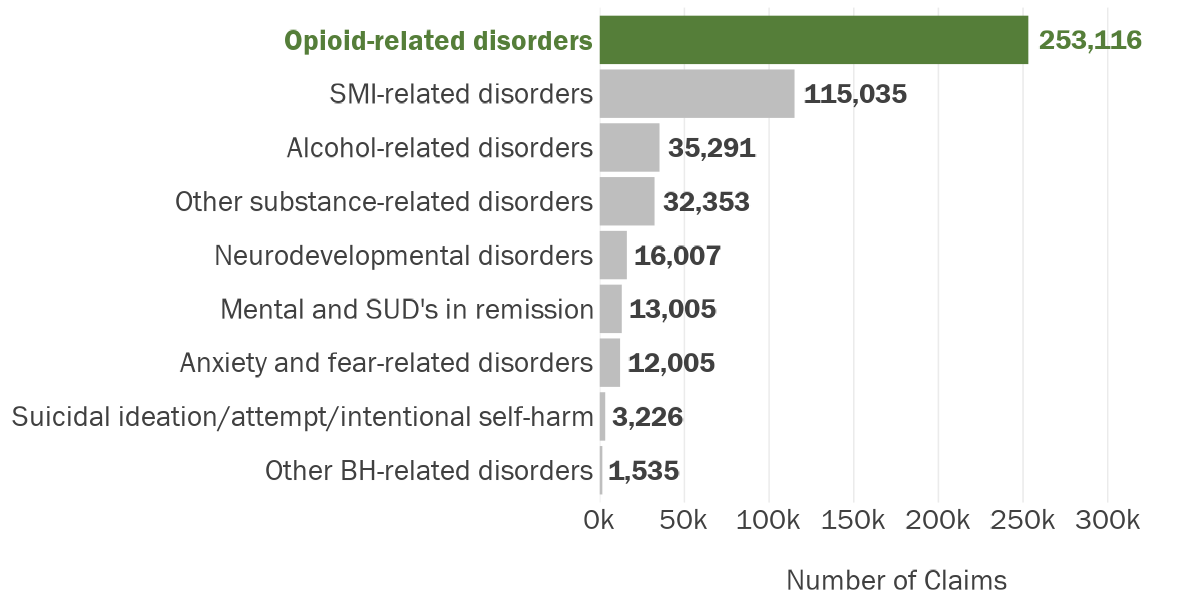 Opioid-related disorders 253,116
SMI-related disorders 115,035
Alcohol-related disorders 35,291
Other substance-related disorders 32,353
Neurodevelopmental disorders 16,007
Mental and SUD's in remission 13,005
Anxiety and fear-related disorders 12,005
Suicidal ideation/attempt/intentional self-harm 3,226
Other BH-related disorders 1,535
0k 50k 100k 150k 200k 250k 300k
Number of Claims